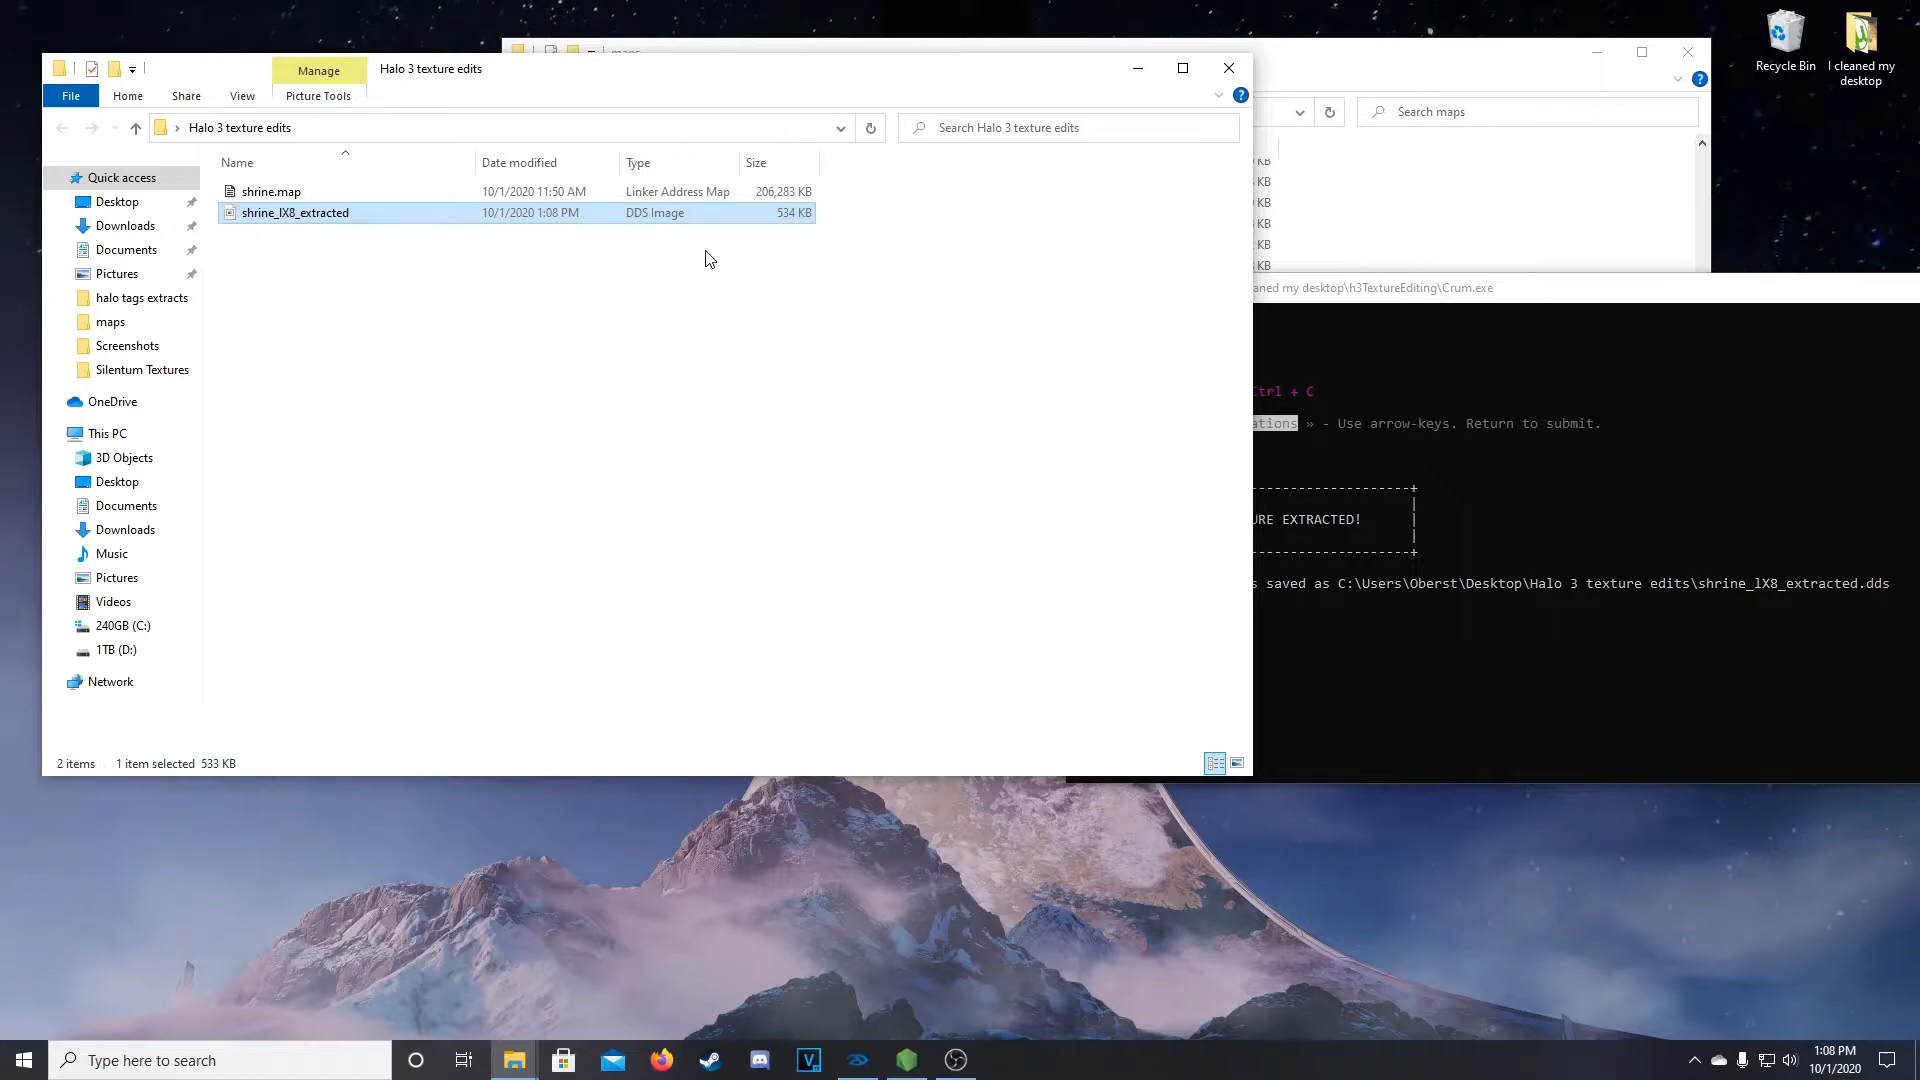 Recycle Bin
I cleaned my
desktop
maps
Search maps
KB
KB
KB
KB
KB
KB
Manage
Halo 3 texture edits
File
Home
Share
View
Picture Tools
Halo 3 texture edits
Search Halo 3 texture edits
Name
Date modified
Type
Size
shrine.map
10/1/2020 11:50 AM
Linker Address Map
206,283 KB
shrine_lX8_extracted
10/1/2020 1:08 PM
DDS Image
534 KB
Quick access
Desktop
Downloads
Documents
Pictures
halo tags extracts
maps
Screenshots
Silentum Textures
OneDrive
This PC
3D Objects
Desktop
Documents
Downloads
Music
Pictures
Videos
240GB (C:)
1TB (D:)
Network
2 items
1 item selected 533 KB
aned my desktop\h3TextureEditing\Crum.exe
Ctrl + C
ations » - Use arrow-keys. Return to submit.
--------------------+
|
URE EXTRACTED! |
|
--------------------+
s saved as C:\Users\Oberst\Desktop\Halo 3 texture edits\shrine_lX8_extracted.dds
Type here to search
1:08 PM
10/1/2020